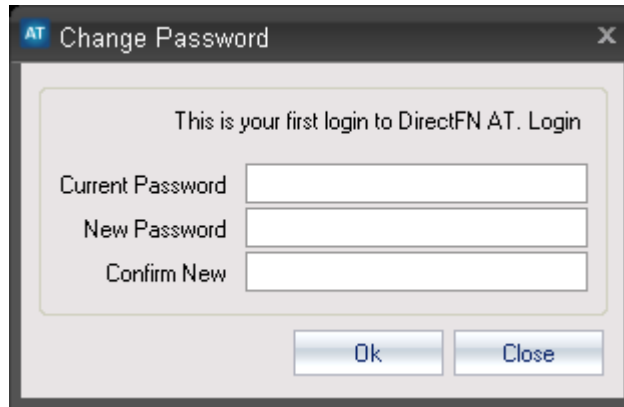 AT Change Password X
This is your first login to DirectFN AT. Login
Current Password
New Password
Confirm New
Ok Close